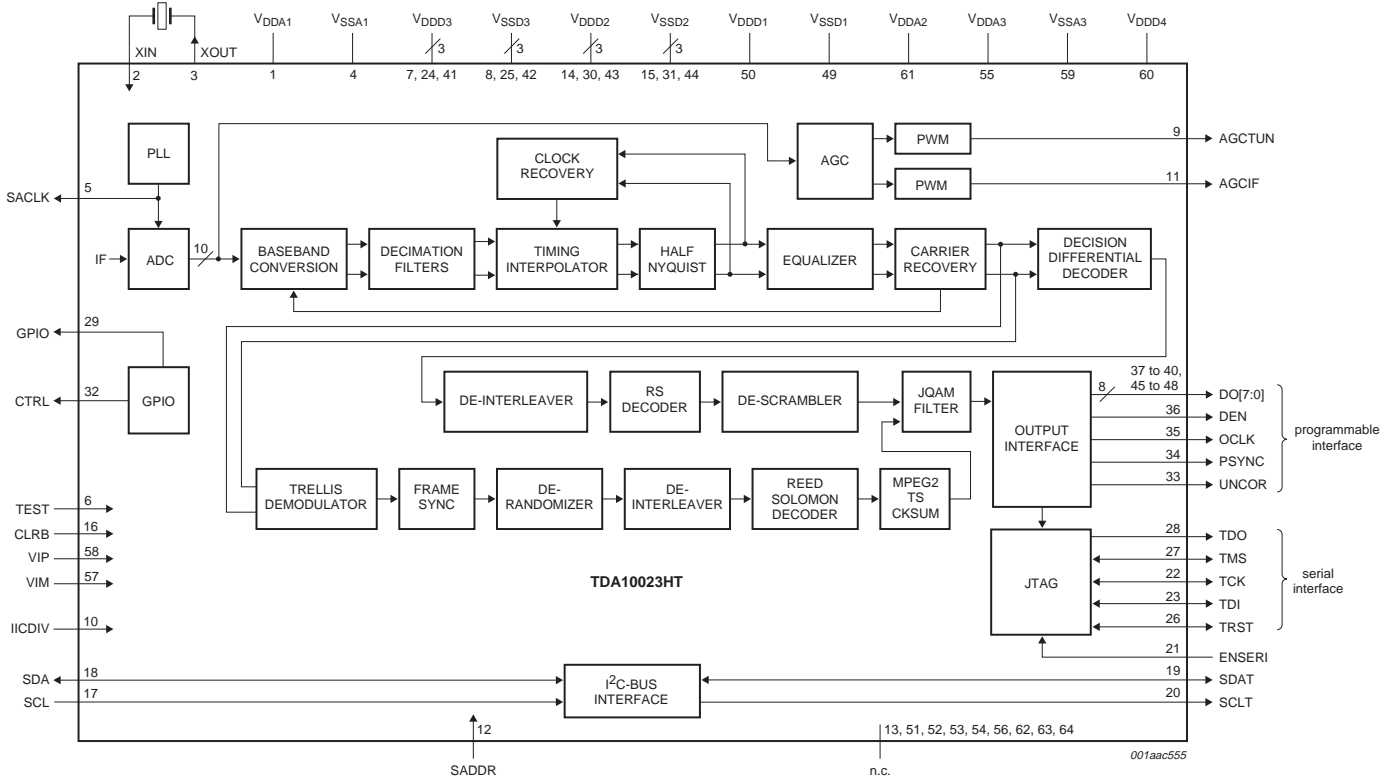 XIN
XOUT
VDDA1
VSSA1
VDDD3
VSSD3
VDDD2
VSSD2
VDDD1
VSSD1
VDDA2
VDDA3
VSSA3
VDDD4
3
3
3
3
2
3
1
4
7, 24, 41
8, 25, 42
14, 30, 43
15, 31, 44
50
49
61
55
59
60
PLL
CLOCK
RECOVERY
AGC
PWM
9
AGCTUN
PWM
11
AGCIF
SACLK
5
IF
ADC
10
BASEBAND
CONVERSION
DECIMATION
FILTERS
TIMING
INTERPOLATOR
HALF
NYQUIST
EQUALIZER
CARRIER
RECOVERY
DECISION
DIFFERENTIAL
DECODER
GPIO
29
CTRL
32
GPIO
DE-INTERLEAVER
RS
DECODER
DE-SCRAMBLER
JQAM
FILTER
OUTPUT
INTERFACE
37 to 40,
45 to 48
8
DO[7:0]
36
DEN
35
OCLK
34
PSYNC
33
UNCOR
programmable
interface
TRELLIS
DEMODULATOR
FRAME
SYNC
DE-
RANDOMIZER
DE-
INTERLEAVER
REED
SOLOMON
DECODER
MPEG2
TS
CKSUM
TEST
6
CLRB
16
VIP
58
VIM
57
IICDIV
10
TDA10023HT
JTAG
28
TDO
27
TMS
22
TCK
23
TDI
26
TRST
serial
interface
21
ENSERI
SDA
18
SCL
17
I2C-BUS
INTERFACE
19
SDAT
20
SCLT
12
SADDR
13, 51, 52, 53, 54, 56, 62, 63, 64
n.c.
001aac555